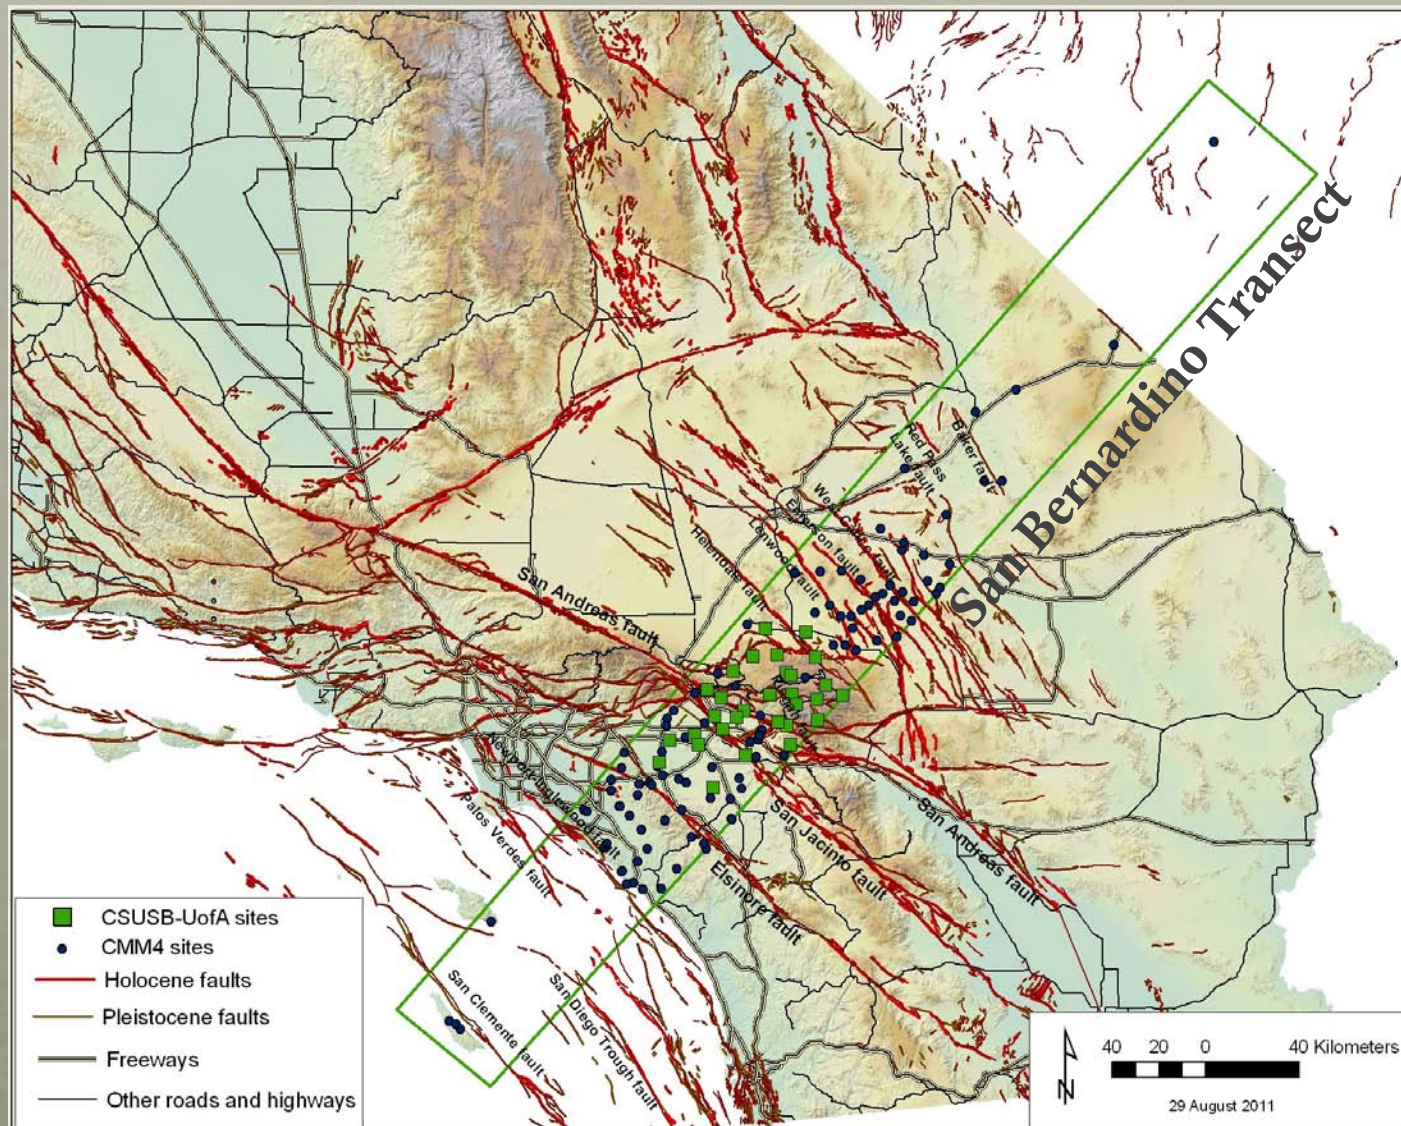 San Bernardino Transect
Baker fault
Red Pass
Lake fault
Emerson fault
Lenwood fault
Helendale fault
San Andreas fault
Newport-Inglewood fault
Palos Verdes fault
San Jacinto fault
San Andreas fault
Elsinore fault
San Clemente fault
San Diego Trough fault
CSUSB-UofA sites
CMM4 sites
Holocene faults
Pleistocene faults
Freeways
Other roads and highways
N
40 20 0 40 Kilometers
29 August 2011